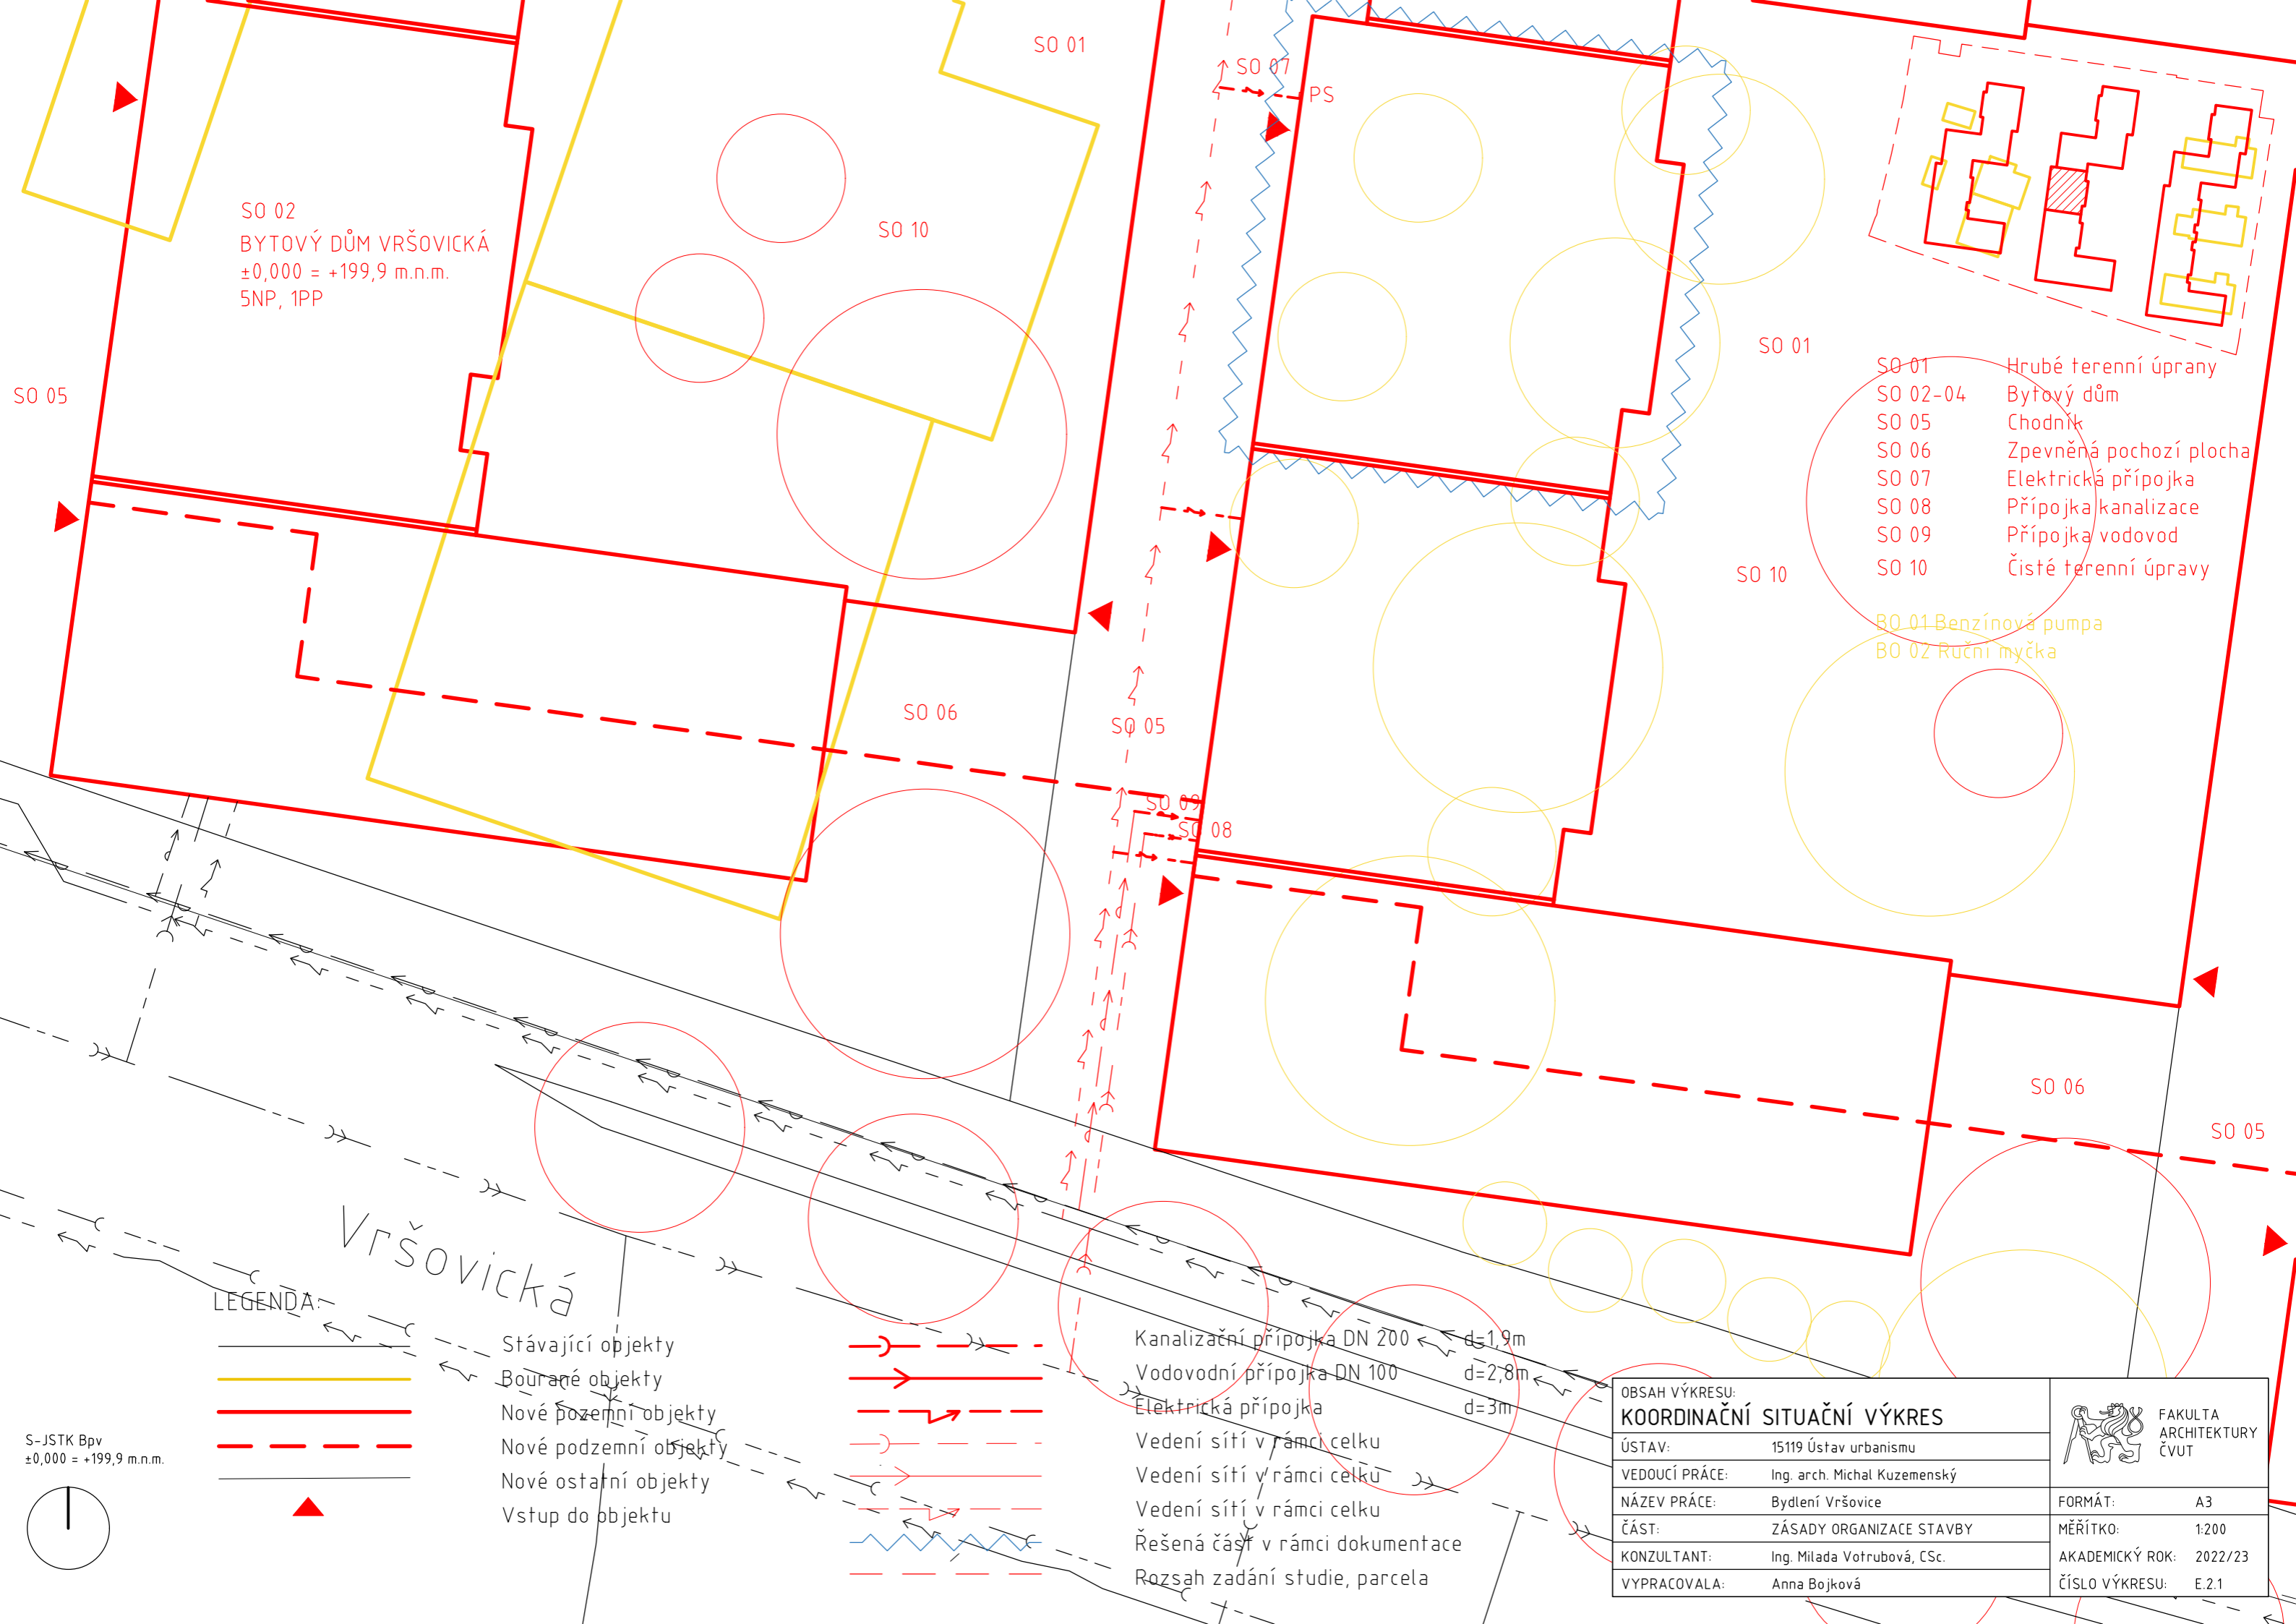 SO 01
SO 07
PS
SO 02
BYTOVÝ DŮM VRŠOVICKÁ
±0,000 = +199,9 m.n.m.
5NP, 1PP
SO 10
SO 01
SO 05
SO 01 Hrubé terenní úprany
SO 02-04 Bytový dům
SO 05 Chodník
SO 06 Zpevněná pochozí plocha
SO 07 Elektrická přípojka
SO 08 Přípojka kanalizace
SO 09 Přípojka vodovod
SO 10 Čisté terenní úpravy
SO 10
BO 01 Benzínová pumpa
BO 02 Ruční myčka
SO 06
SO 05
SO 09
SO 08
SO 06
SO 05
Vršovická
LEGENDA:
Stávající objekty
Bourané objekty
Nové pozemní objekty
Nové podzemní objekty
Nové ostatní objekty
Vstup do objektu
Kanalizační přípojka DN 200 d=1,9m
Vodovodní přípojka DN 100 d=2,8m
Elektrická přípojka d=3m
Vedení sítí v rámci celku
Vedení sítí v rámci celku
Vedení sítí v rámci celku
Řešená část v rámci dokumentace
Rozsah zadání studie, parcela
S-JSTK Bpv
±0,000 = +199,9 m.n.m.
OBSAH VÝKRESU:
KOORDINAČNÍ SITUAČNÍ VÝKRES
ÚSTAV: 15119 Ústav urbanismu
VEDOUCÍ PRÁCE: Ing. arch. Michal Kuzemenský
NÁZEV PRÁCE: Bydlení Vršovice
ČÁST: ZÁSADY ORGANIZACE STAVBY
KONZULTANT: Ing. Milada Votrubová, CSc.
VYPRACOVALA: Anna Bojková
FAKULTA
ARCHITEKTURY
ČVUT
FORMÁT: A3
MĚŘÍTKO: 1:200
AKADEMICKÝ ROK: 2022/23
ČÍSLO VÝKRESU: E.2.1